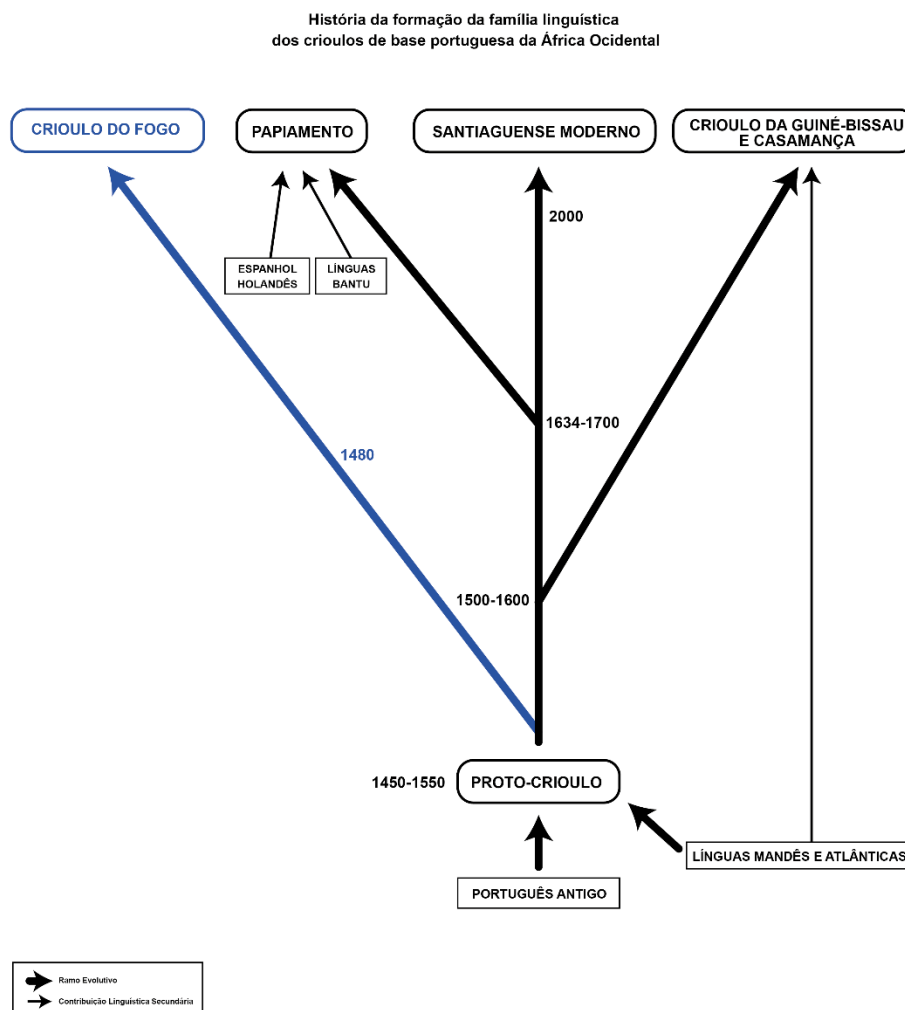 História da formação da família linguística
dos crioulos de base portuguesa da África Ocidental
CRIOULO DO FOGO
PAPIAMENTO
SANTIAGUENSE MODERNO
CRIOULO DA GUINÉ-BISSAU
E CASAMANÇA
2000
ESPANHOL
HOLANDÊS
LÍNGUAS
BANTU
1634-1700
1480
1500-1600
1450-1550
PROTO-CRIOULO
LÍNGUAS MANDÊS E ATLÂNTICAS
PORTUGUÊS ANTIGO
Ramo Evolutivo
Contribuição Linguística Secundária